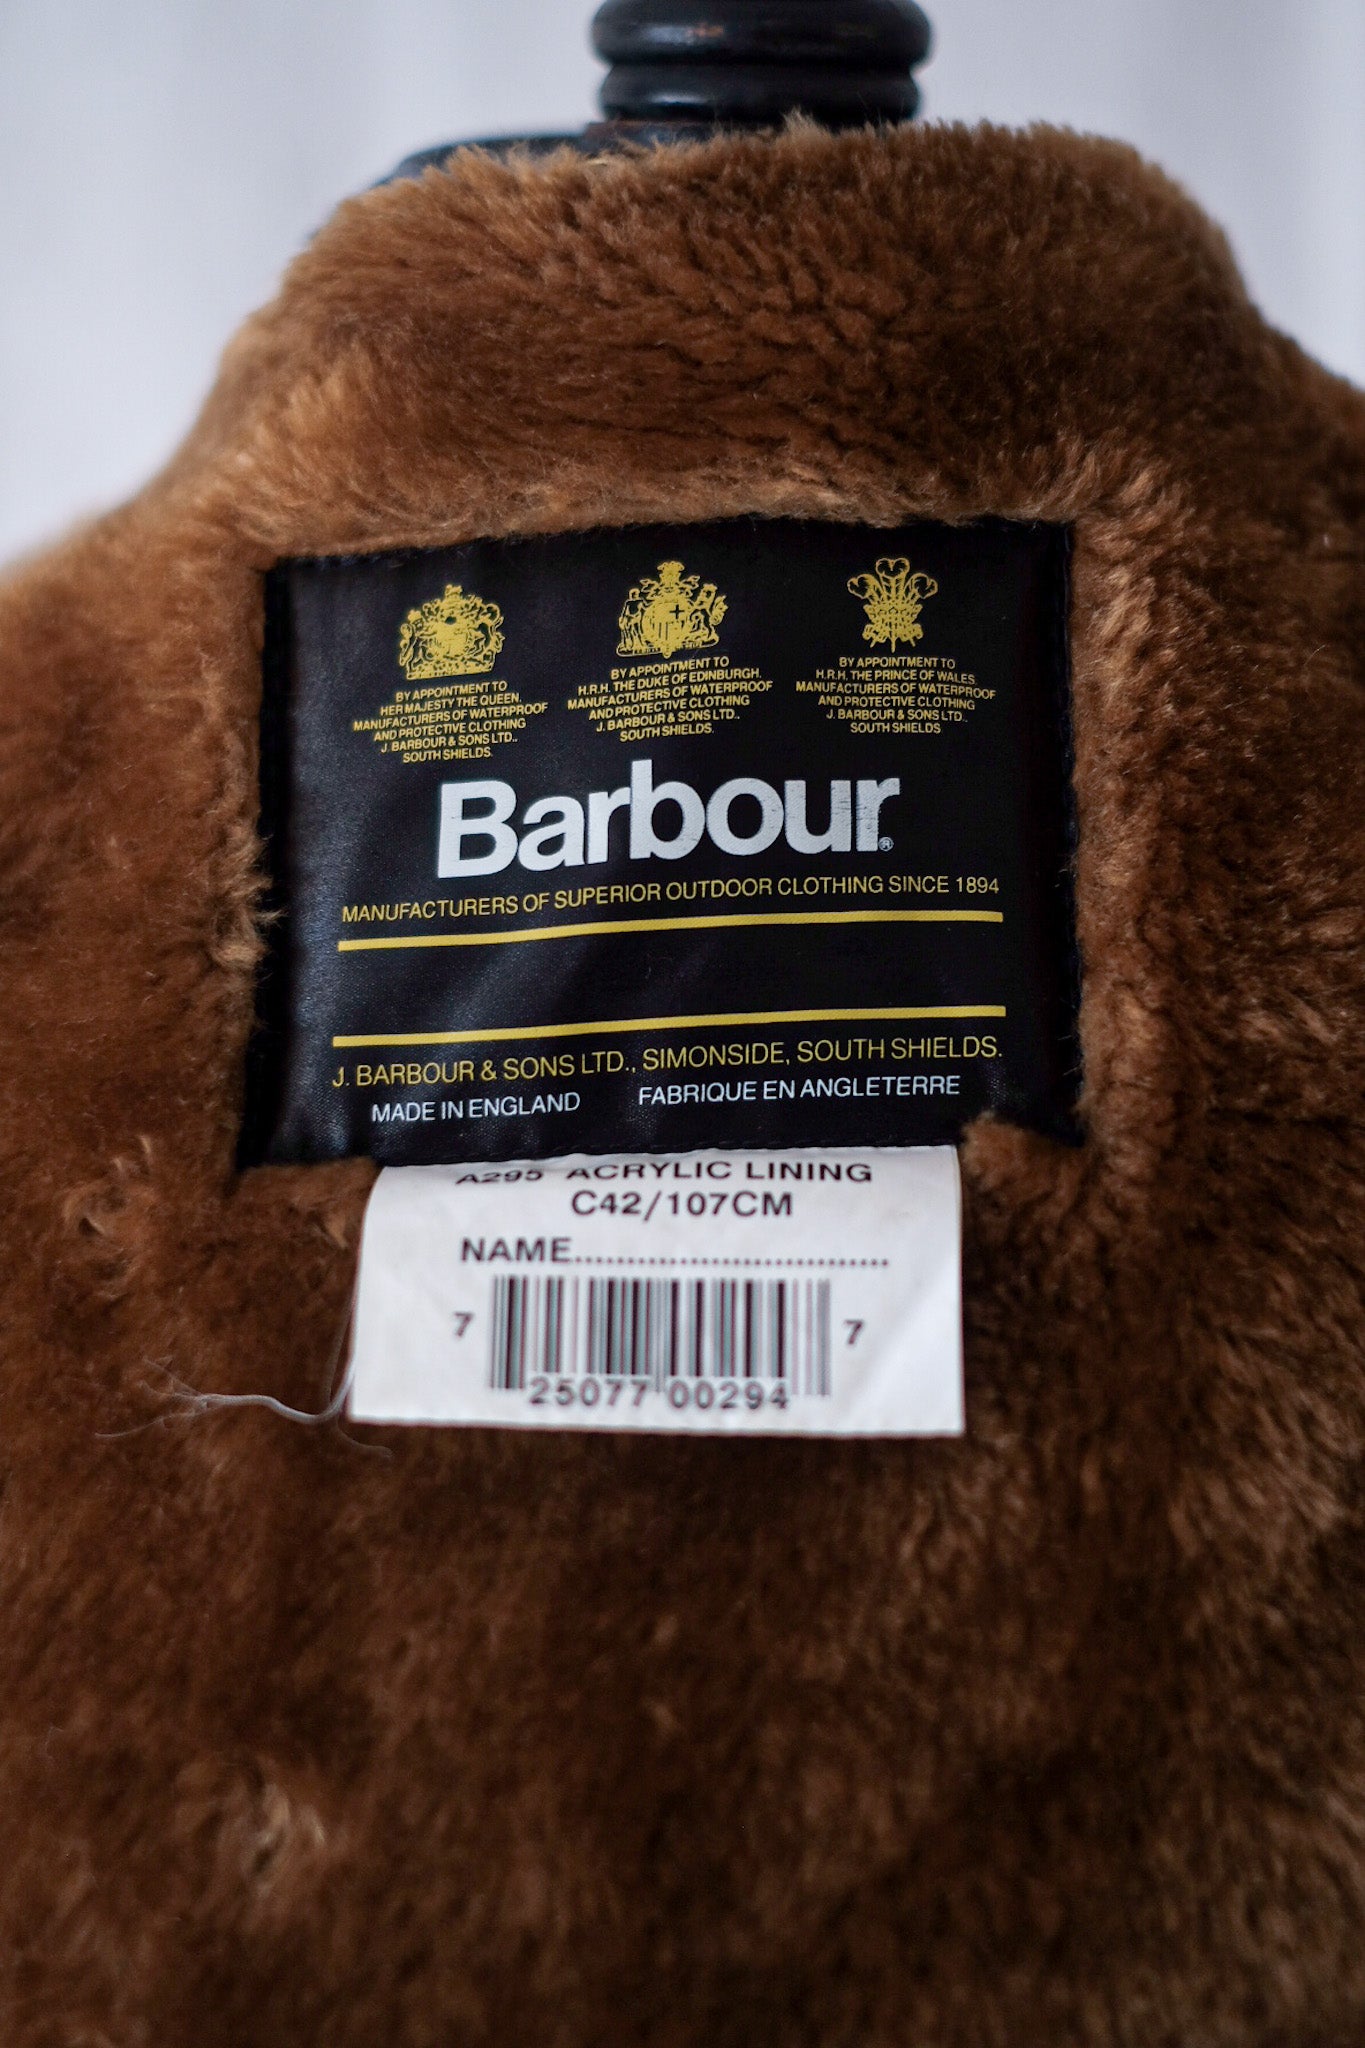 BY APPOINTMENT TO
HER MAJESTY THE QUEEN.
MANUFACTURERS OF WATERPROOF
AND PROTECTIVE CLOTHING
J. BARBOUR & SONS LTD.,
SOUTH SHIELDS.
BY APPOINTMENT TO
H.R.H. THE DUKE OF EDINBURGH.
MANUFACTURERS OF WATERPROOF
AND PROTECTIVE CLOTHING
J. BARBOUR & SONS LTD.,
SOUTH SHIELDS.
BY APPOINTMENT TO
H.R.H. THE PRINCE OF WALES.
MANUFACTURERS OF WATERPROOF
AND PROTECTIVE CLOTHING
J. BARBOUR & SONS LTD.,
SOUTH SHIELDS
Barbour®
MANUFACTURERS OF SUPERIOR OUTDOOR CLOTHING SINCE 1894
J. BARBOUR & SONS LTD., SIMONSIDE, SOUTH SHIELDS.
MADE IN ENGLAND FABRIQUE EN ANGLETERRE
A295 ACRYLIC LINING
C42/107CM
NAME..............................
7 25077 00294 7